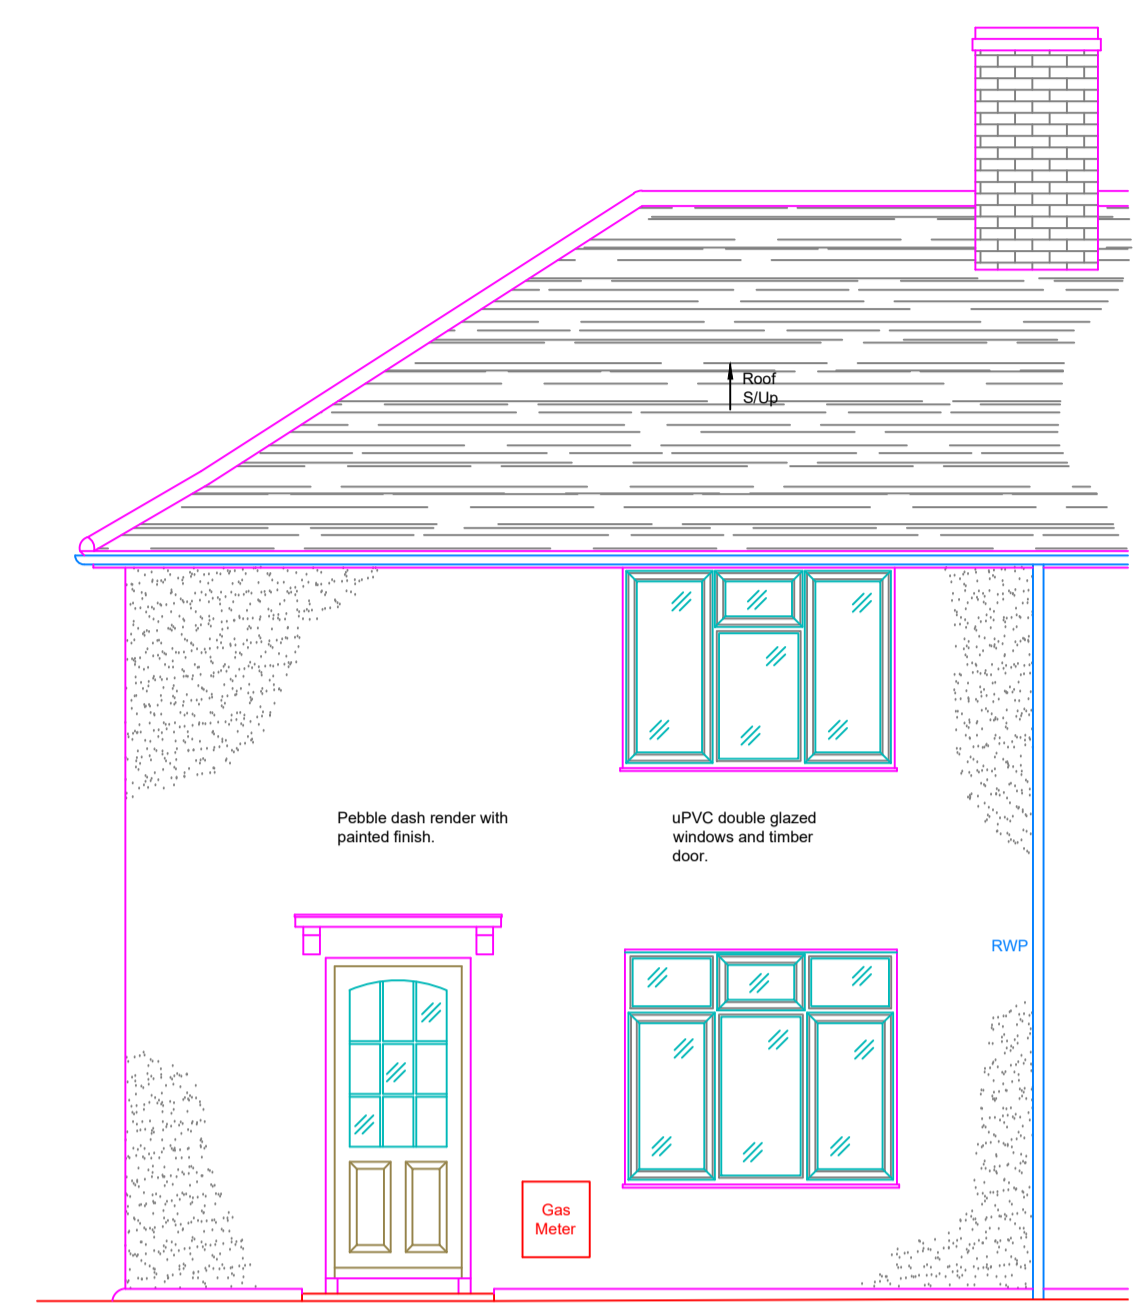 Roof
S/Up
Pebble dash render with
painted finish.
uPVC double glazed
windows and timber
door.
RWP
Gas
Meter